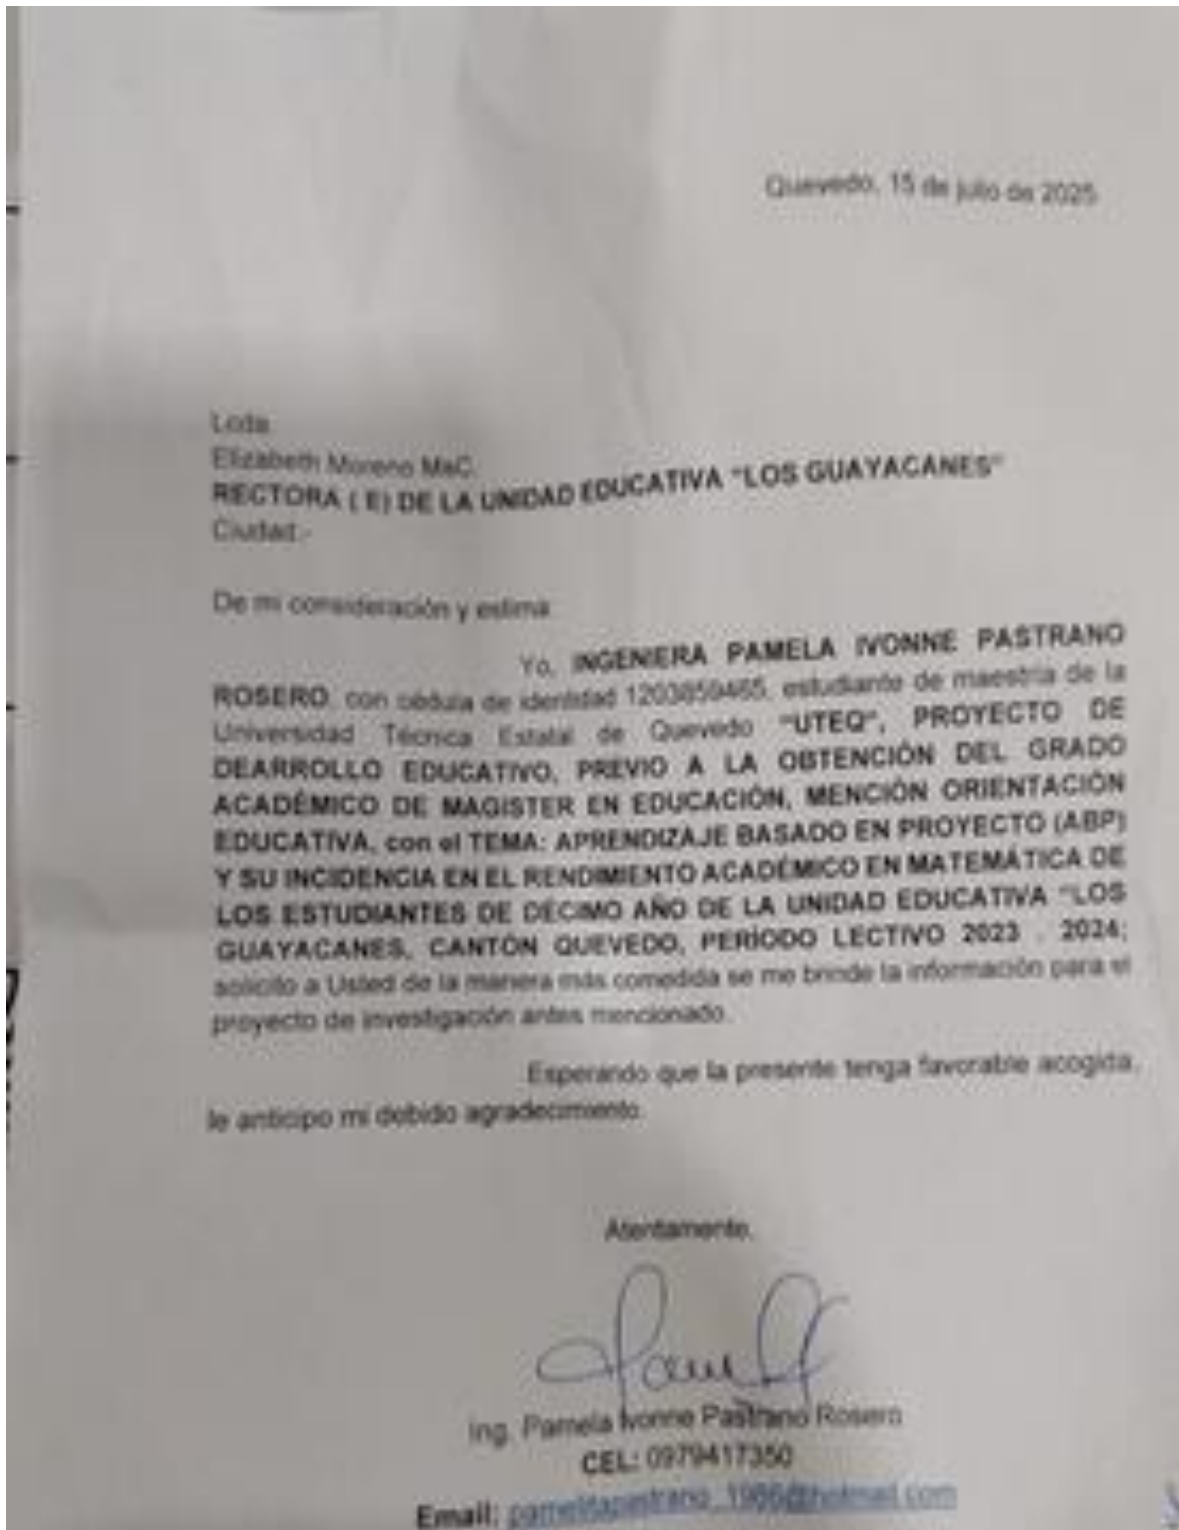 Quevedo, 15 de julio de 2025
Lcda.
Elizabeth Moreno MsC.
RECTORA ( E) DE LA UNIDAD EDUCATIVA "LOS GUAYACANES"
Ciudad.-
De mi consideración y estima
Yo, INGENIERA PAMELA IVONNE PASTRANO
ROSERO, con cédula de identidad 1203859465, estudiante de maestría de la
Universidad Técnica Estatal de Quevedo "UTEQ", PROYECTO DE
DEARROLLO EDUCATIVO, PREVIO A LA OBTENCIÓN DEL GRADO
ACADÉMICO DE MAGISTER EN EDUCACIÓN, MENCIÓN ORIENTACIÓN
EDUCATIVA, con el TEMA: APRENDIZAJE BASADO EN PROYECTO (ABP)
Y SU INCIDENCIA EN EL RENDIMIENTO ACADÉMICO EN MATEMÁTICA DE
LOS ESTUDIANTES DE DÉCIMO AÑO DE LA UNIDAD EDUCATIVA "LOS
GUAYACANES, CANTÓN QUEVEDO, PERÍODO LECTIVO 2023 . 2024;
solicito a Usted de la manera más comedida se me brinde la información para el
proyecto de investigación antes mencionado.
Esperando que la presente tenga favorable acogida,
le anticipo mi debido agradecimiento.
Atentamente,
Ing. Pamela Ivonne Pastrano Rosero
CEL: 0979417350
Email: pamelitapastrano_1986@hotmail.com